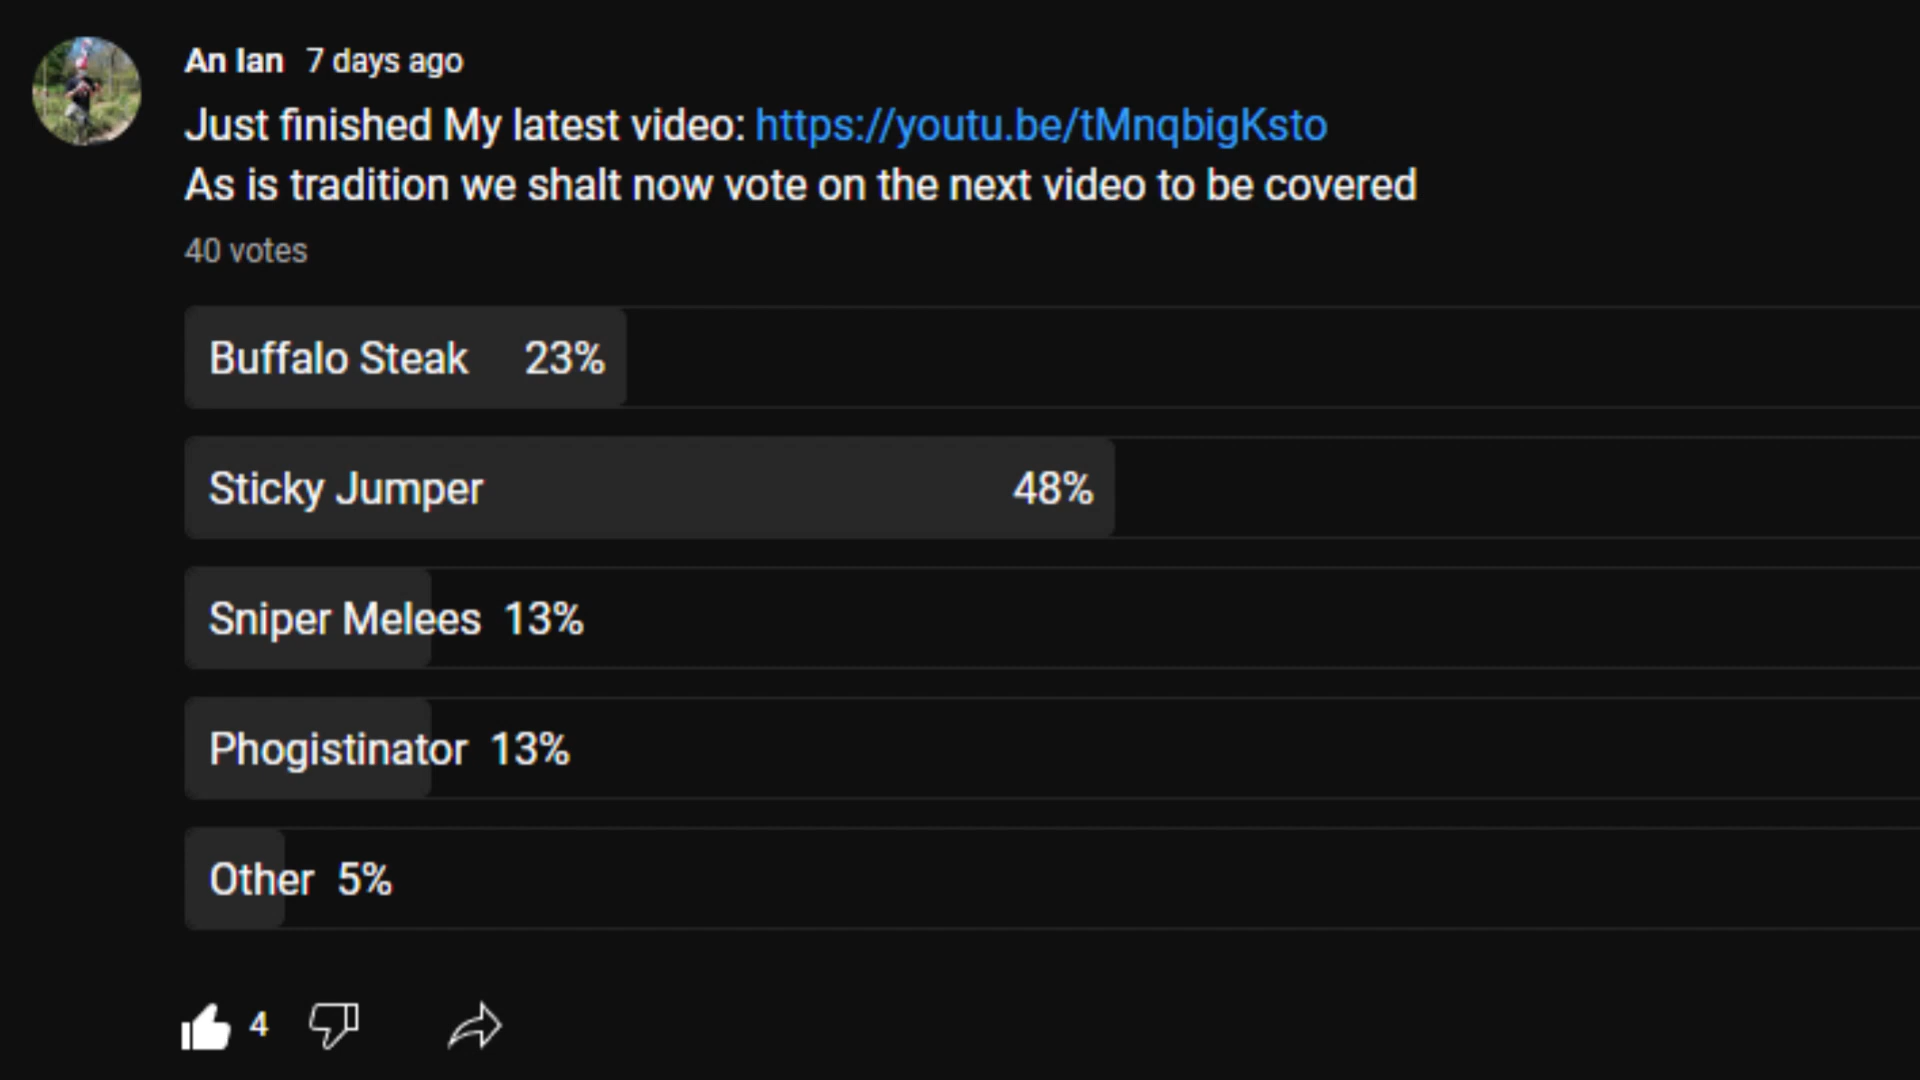 An Ian 7 days ago
Just finished My latest video: https://youtu.be/tMnqbigKsto
As is tradition we shalt now vote on the next video to be covered
40 votes
Buffalo Steak 23%
Sticky Jumper 48%
Sniper Melees 13%
Phogistinator 13%
Other 5%
4